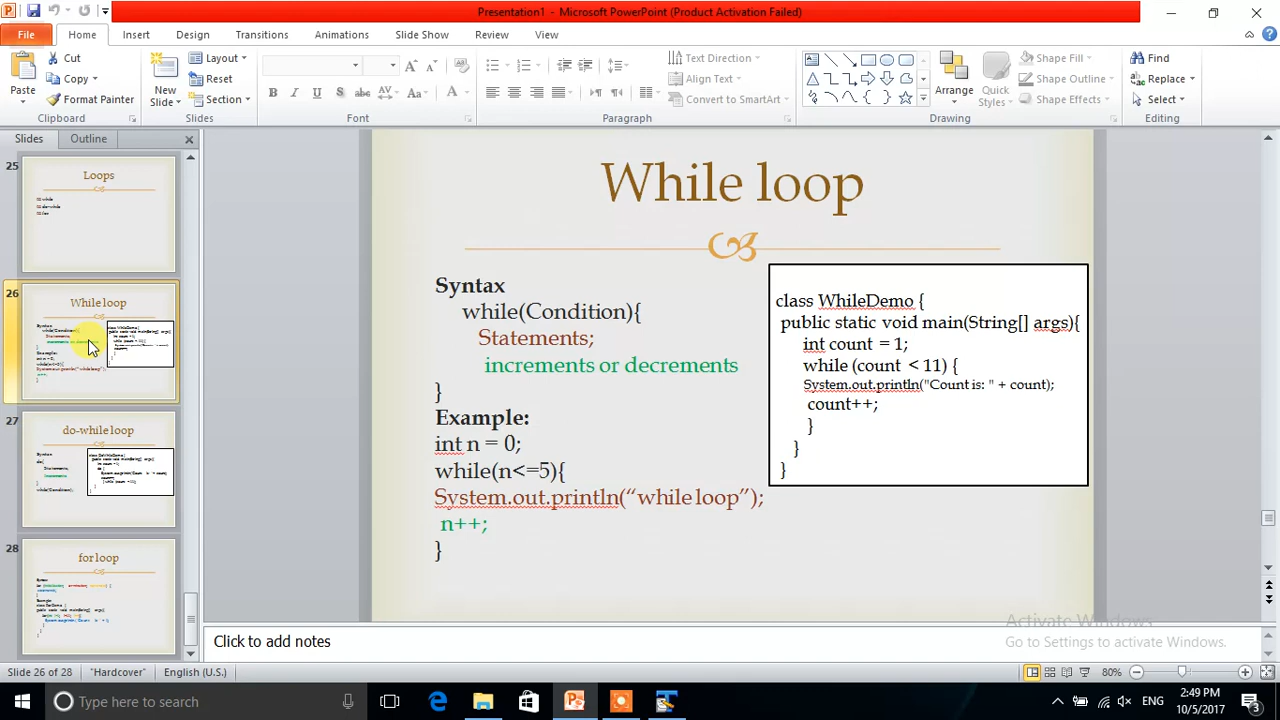 Presentation1 - Microsoft PowerPoint (Product Activation Failed)
File Home Insert Design Transitions Animations Slide Show Review View
Cut
Copy
Format Painter
Paste
Clipboard
New
Slide
Layout
Reset
Section
Slides
Font
Paragraph
Text Direction
Align Text
Convert to SmartArt
Arrange
Quick
Styles
Shape Fill
Shape Outline
Shape Effects
Drawing
Find
Replace
Select
Editing
Slides Outline
25
Loops
while
do-while
for
26
While loop
27
do-while loop
28
for loop
While loop
Syntax
while(Condition){
Statements;
increments or decrements
}
Example:
int n = 0;
while(n<=5){
System.out.println(“while loop”);
n++;
}
class WhileDemo {
public static void main(String[] args){
int count = 1;
while (count < 11) {
System.out.println("Count is: " + count);
count++;
}
}
}
Activate Windows
Go to Settings to activate Windows.
Click to add notes
Slide 26 of 28 "Hardcover" English (U.S.) 80%
Type here to search
ENG
2:49 PM
10/5/2017
3